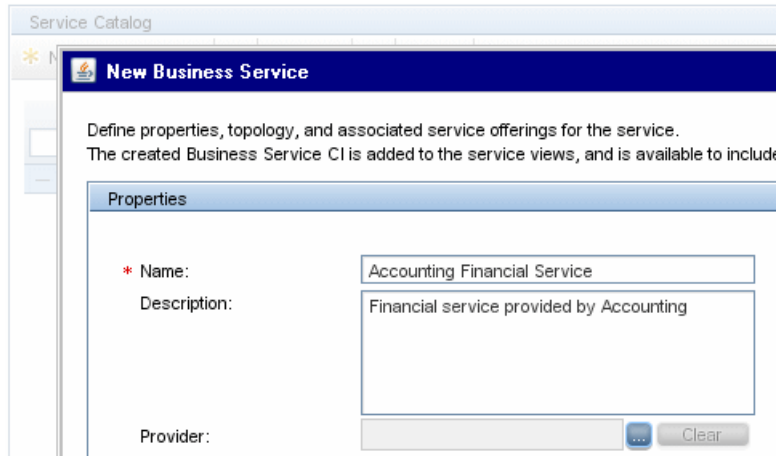 Service Catalog
New Business Service
Define properties, topology, and associated service offerings for the service.
The created Business Service CI is added to the service views, and is available to include
Properties
* Name:
Accounting Financial Service
Description:
Financial service provided by Accounting
Provider:
... Clear